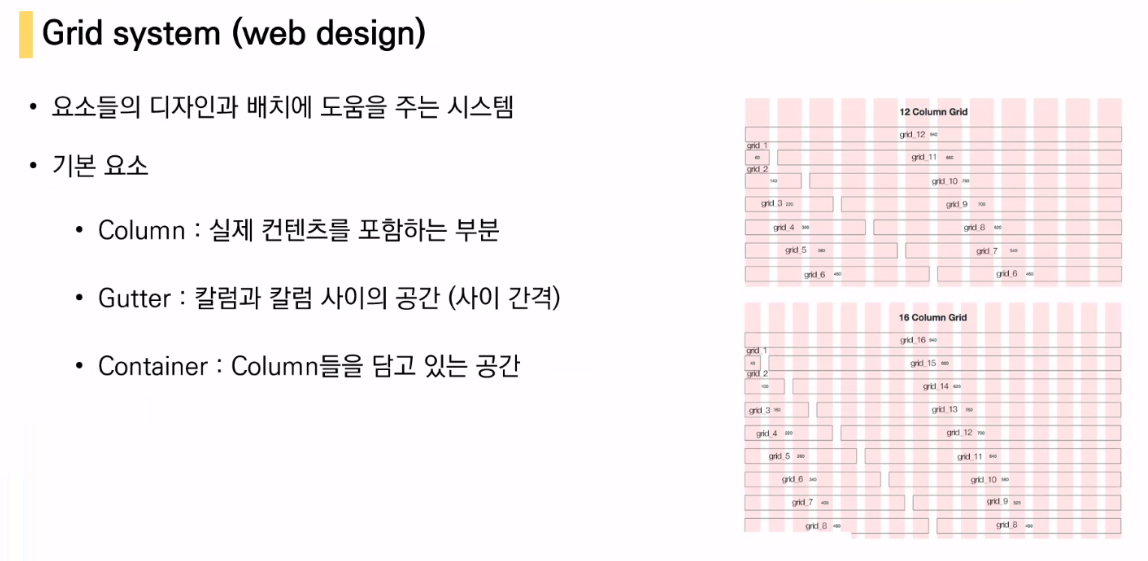 Grid system (web design)
• 요소들의 디자인과 배치에 도움을 주는 시스템
• 기본 요소
• Column : 실제 컨텐츠를 포함하는 부분
• Gutter : 칼럼과 칼럼 사이의 공간 (사이 간격)
• Container : Column들을 담고 있는 공간
12 Column Grid
grid_12 940
grid_1
60 grid_11 860
grid_2
140 grid_10 780
grid_3 220 grid_9 700
grid_4 300 grid_8 620
grid_5 380 grid_7 540
grid_6 460 grid_6 460
16 Column Grid
grid_16 940
grid_1
40 grid_15 880
grid_2
100 grid_14 820
grid_3 160 grid_13 760
grid_4 220 grid_12 700
grid_5 280 grid_11 640
grid_6 340 grid_10 580
grid_7 400 grid_9 520
grid_8 460 grid_8 460